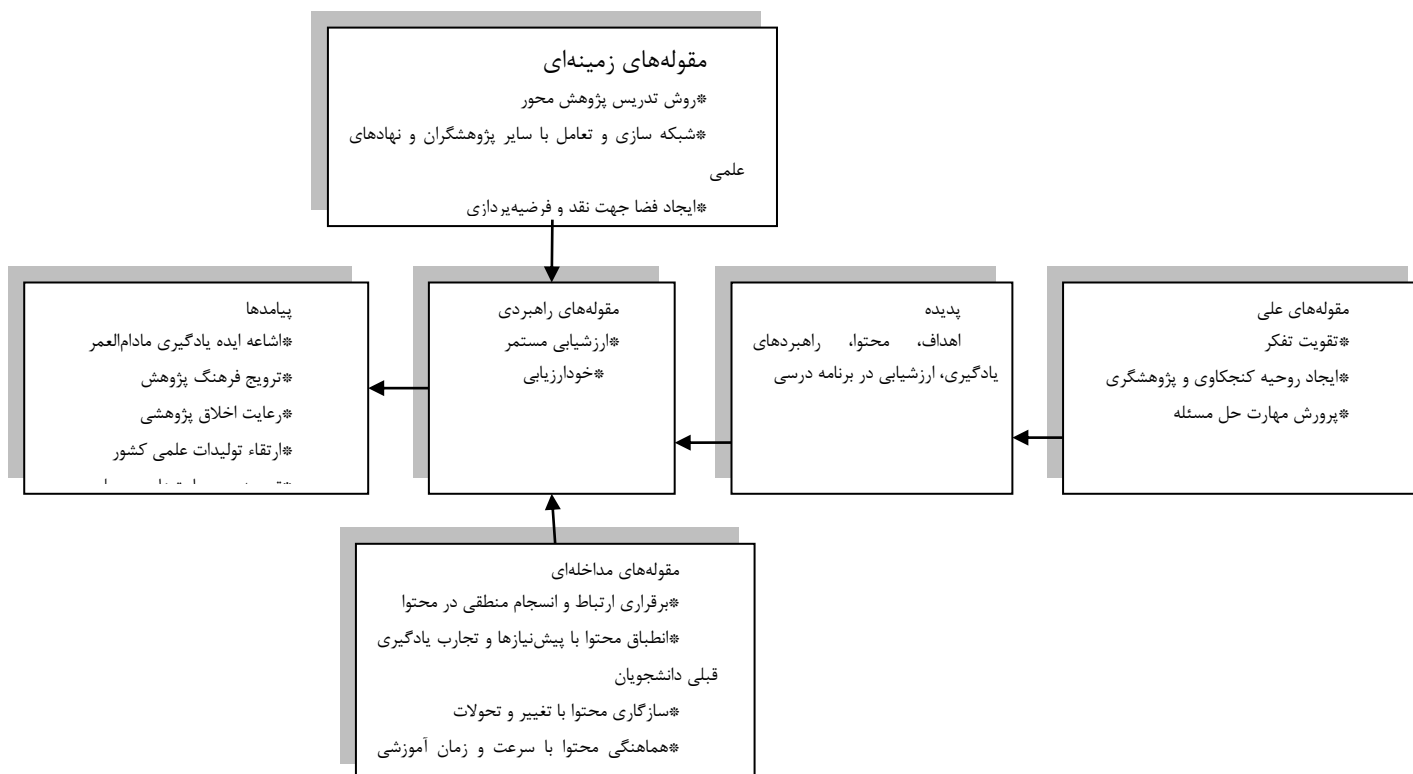 مقوله‌های زمینه‌ای
*روش تدریس پژوهش محور
*شبکه سازی و تعامل با سایر پژوهشگران و نهادهای
علمی
*ایجاد فضا جهت نقد و فرضیه‌پردازی
مقوله‌های علی
*تقویت تفکر
*ایجاد روحیه کنجکاوی و پژوهشگری
*پرورش مهارت حل مسئله
پدیده
اهداف، محتوا، راهبردهای
یادگیری، ارزشیابی در برنامه درسی
مقوله‌های راهبردی
*ارزشیابی مستمر
*خودارزیابی
پیامدها
*اشاعه ایده یادگیری مادام‌العمر
*ترویج فرهنگ پژوهش
*رعایت اخلاق پژوهشی
*ارتقاء تولیدات علمی کشور
مقوله‌های مداخله‌ای
*برقراری ارتباط و انسجام منطقی در محتوا
*انطباق محتوا با پیش‌نیازها و تجارب یادگیری
قبلی دانشجویان
*سازگاری محتوا با تغییر و تحولات
*هماهنگی محتوا با سرعت و زمان آموزشی